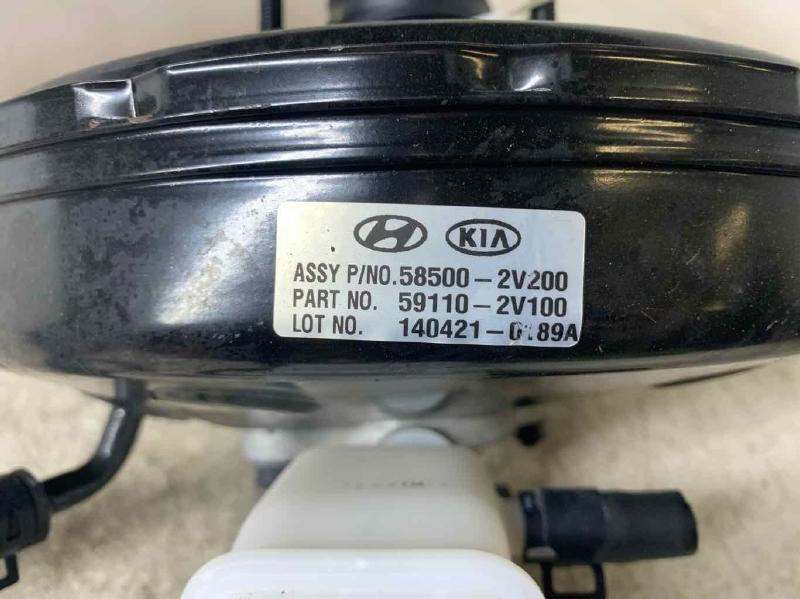 KIA
ASSY P/NO. 58500-2V200
PART NO. 59110-2V100
LOT NO. 140421-0189A